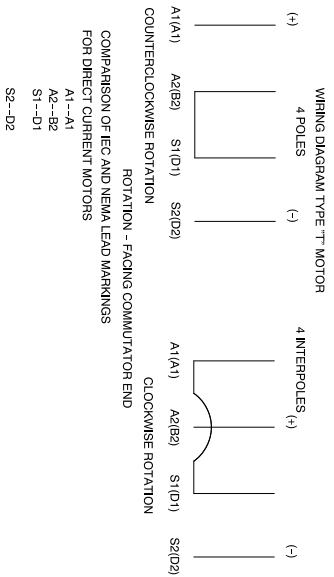 WIRING DIAGRAM TYPE "T" MOTOR
4 POLES
4 INTERPOLES
(+)
(-)
(+)
(-)
A1(A1)
A2(B2)
S1(D1)
S2(D2)
A1(A1)
A2(B2)
S1(D1)
S2(D2)
COUNTERCLOCKWISE ROTATION
CLOCKWISE ROTATION
ROTATION - FACING COMMUTATOR END
COMPARISON OF IEC AND NEMA LEAD MARKINGS
FOR DIRECT CURRENT MOTORS
A1--A1
A2--B2
S1--D1
S2--D2